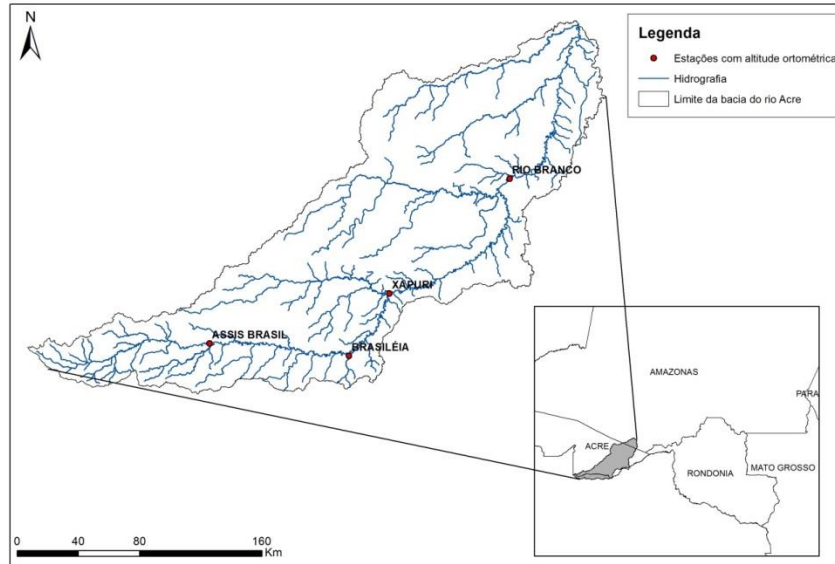 N
Legenda
Estações com altitude ortométrica
Hidrografia
Limite da bacia do rio Acre
RIO BRANCO
XAPURI
ASSIS BRASIL
BRASILÉIA
AMAZONAS
PARA
ACRE
RONDONIA
MATO GROSSO
0 40 80 160
Km